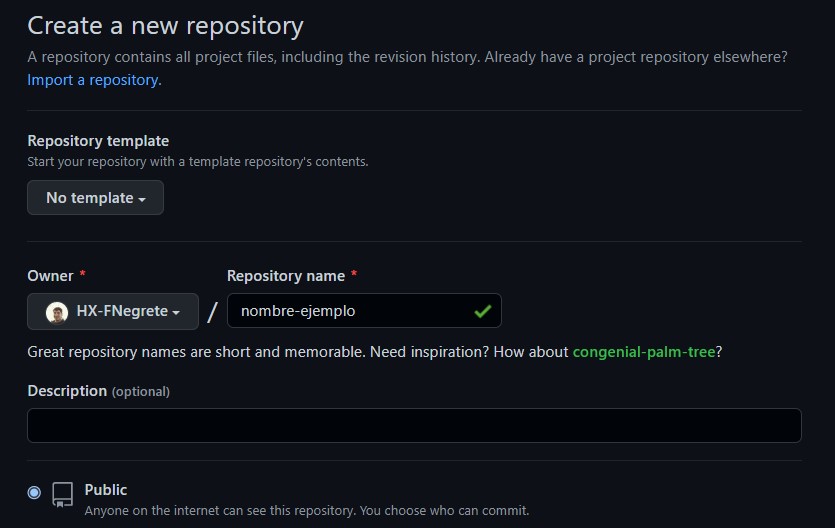 Create a new repository
A repository contains all project files, including the revision history. Already have a project repository elsewhere?
Import a repository.
Repository template
Start your repository with a template repository's contents.
No template
Owner * Repository name *
HX-FNegrete / nombre-ejemplo
Great repository names are short and memorable. Need inspiration? How about congenial-palm-tree?
Description (optional)
Public
Anyone on the internet can see this repository. You choose who can commit.